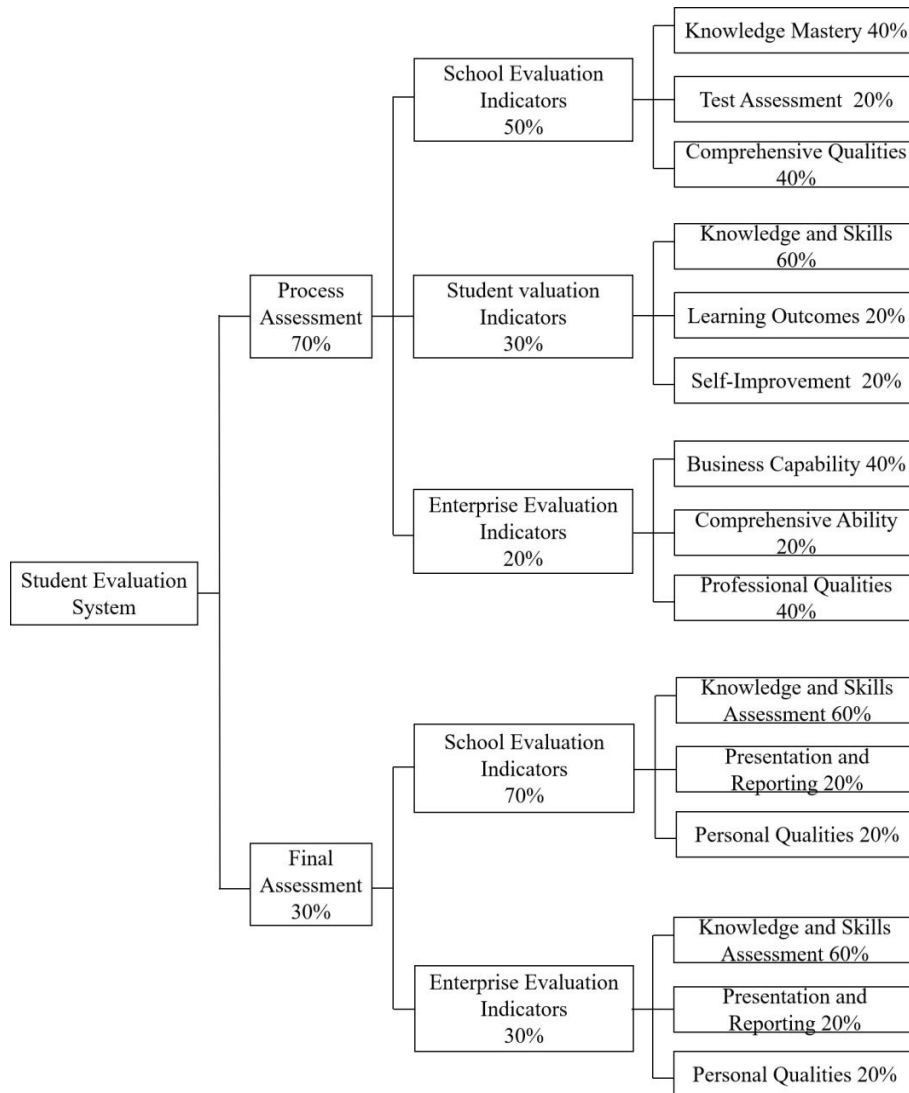 Student Evaluation
System
Process
Assessment
70%
School Evaluation
Indicators
50%
Knowledge Mastery 40%
Test Assessment 20%
Comprehensive Qualities
40%
Student valuation
Indicators
30%
Knowledge and Skills
60%
Learning Outcomes 20%
Self-Improvement 20%
Enterprise Evaluation
Indicators
20%
Business Capability 40%
Comprehensive Ability
20%
Professional Qualities
40%
Final
Assessment
30%
School Evaluation
Indicators
70%
Knowledge and Skills
Assessment 60%
Presentation and
Reporting 20%
Personal Qualities 20%
Enterprise Evaluation
Indicators
30%
Knowledge and Skills
Assessment 60%
Presentation and
Reporting 20%
Personal Qualities 20%